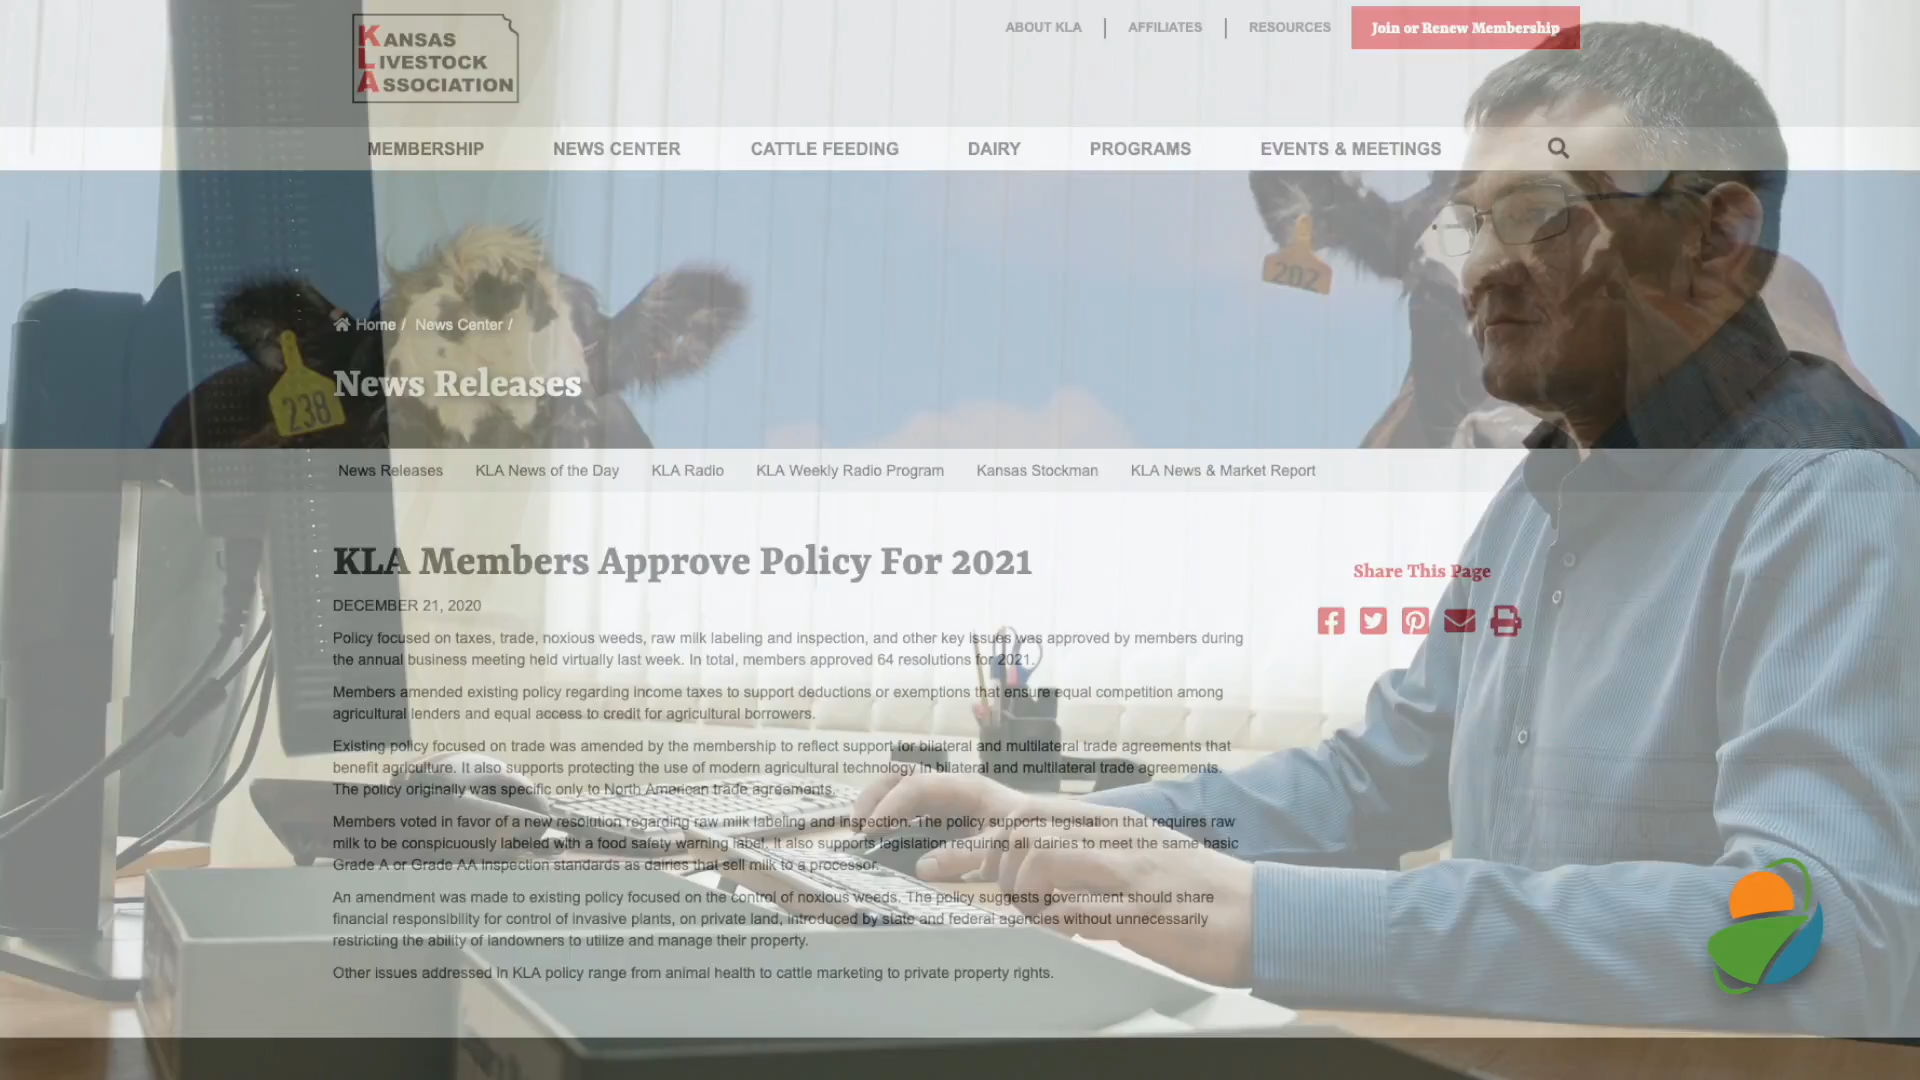 KANSAS
LIVESTOCK
ASSOCIATION
ABOUT KLA | AFFILIATES | RESOURCES
Join or Renew Membership
MEMBERSHIP NEWS CENTER CATTLE FEEDING DAIRY PROGRAMS EVENTS & MEETINGS
202
Home / News Center /
News Releases
238
News Releases KLA News of the Day KLA Radio KLA Weekly Radio Program Kansas Stockman KLA News & Market Report
KLA Members Approve Policy For 2021
Share This Page
DECEMBER 21, 2020
Policy focused on taxes, trade, noxious weeds, raw milk labeling and inspection, and other key issues was approved by members during
the annual business meeting held virtually last week. In total, members approved 64 resolutions for 2021.
Members amended existing policy regarding income taxes to support deductions or exemptions that ensure equal competition among
agricultural lenders and equal access to credit for agricultural borrowers.
Existing policy focused on trade was amended by the membership to reflect support for bilateral and multilateral trade agreements that
benefit agriculture. It also supports protecting the use of modern agricultural technology in bilateral and multilateral trade agreements.
The policy originally was specific only to North American trade agreements.
Members voted in favor of a new resolution regarding raw milk labeling and inspection. The policy supports legislation that requires raw
milk to be conspicuously labeled with a food safety warning label. It also supports legislation requiring all dairies to meet the same basic
Grade A or Grade AA inspection standards as dairies that sell milk to a processor.
An amendment was made to existing policy focused on the control of noxious weeds. The policy suggests government should share
financial responsibility for control of invasive plants, on private land, introduced by state and federal agencies without unnecessarily
restricting the ability of landowners to utilize and manage their property.
Other issues addressed in KLA policy range from animal health to cattle marketing to private property rights.